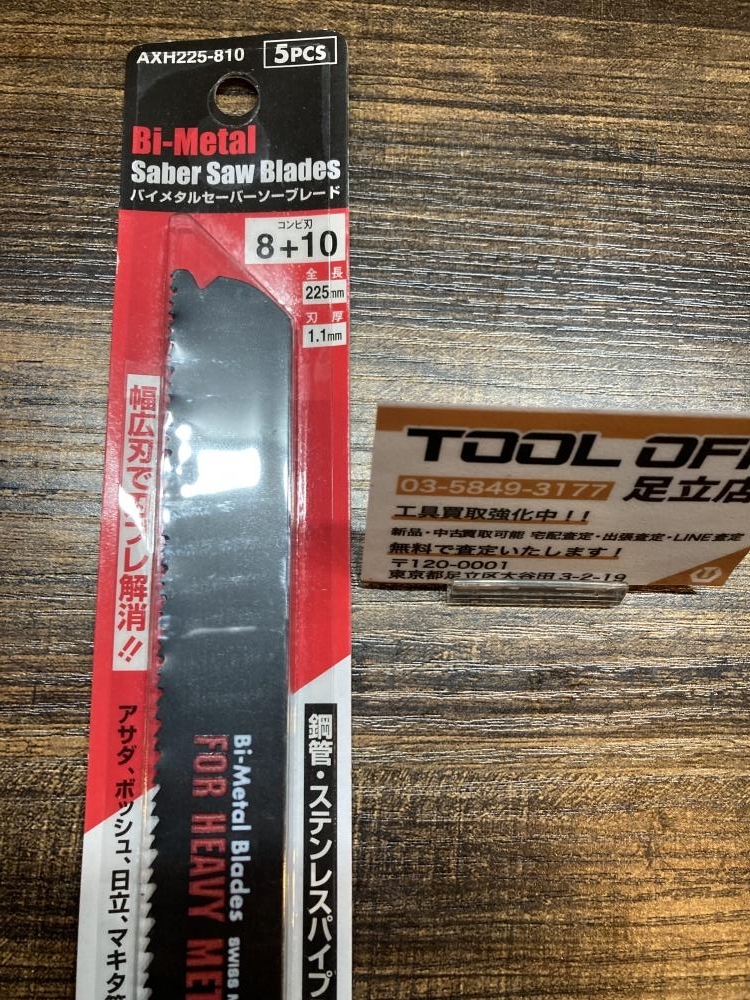 AXH225-810 5PCS
Bi-Metal
Saber Saw Blades
バイメタルセーバーソーブレード
コンビ刃
8+10
全長
225mm
刃厚
1.1mm
幅広刃で
ブレ解消!!
アサダ、ボッシュ、日立、マキタ
鋼管・ステンレスパイプ
Bi-Metal Blades SWISS
FOR HEAVY
TOOL
03-5849-3177 足立店
工具買取強化中!!
新品・中古買取可能 宅配査定・出張査定・LINE査定
無料で査定いたします!
〒120-0001
東京都足立区大谷田 3-2-19